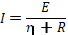 I = E / (η + R)